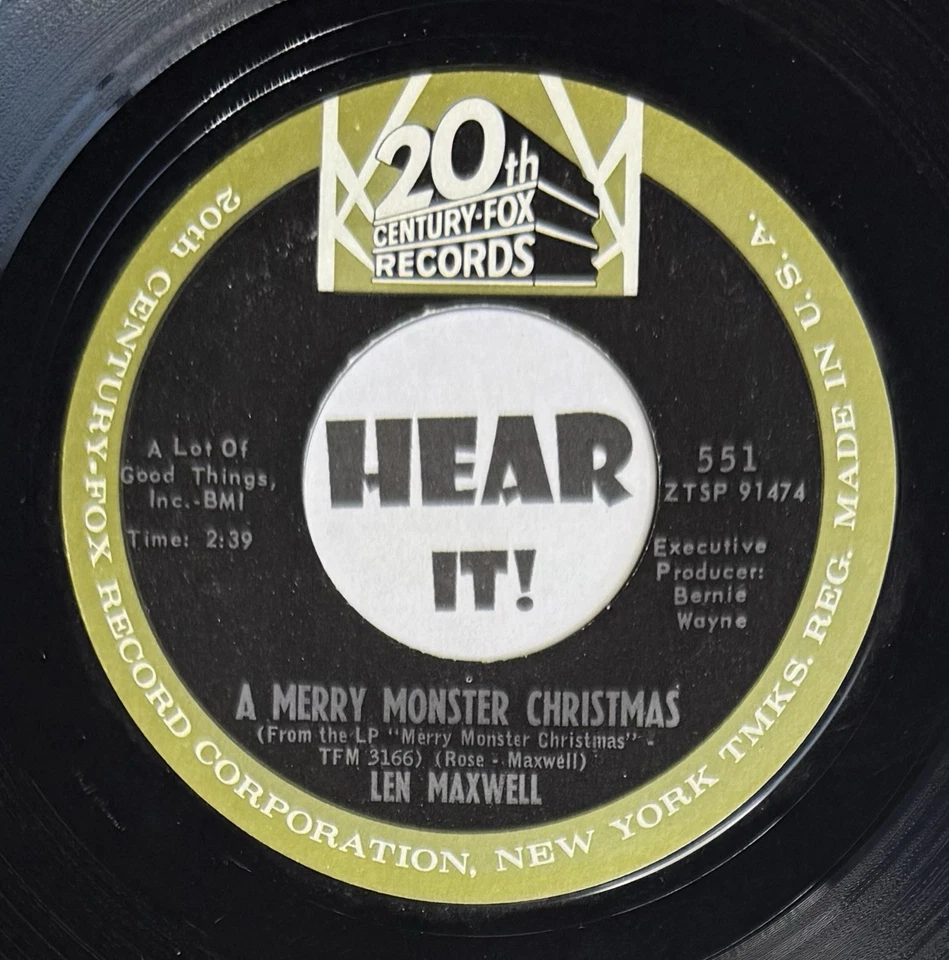 20th
CENTURY-FOX
RECORDS
20th CENTURY-FOX RECORD CORPORATION, NEW YORK TMKS. REG. MADE IN U.S.A.
A Lot Of
Good Things,
Inc.-BMI
Time: 2:39
HEAR
IT!
551
ZTSP 91474
Executive
Producer:
Bernie
Wayne
A MERRY MONSTER CHRISTMAS
(From the LP "Merry Monster Christmas" -
TFM 3166) (Rose - Maxwell)
LEN MAXWELL